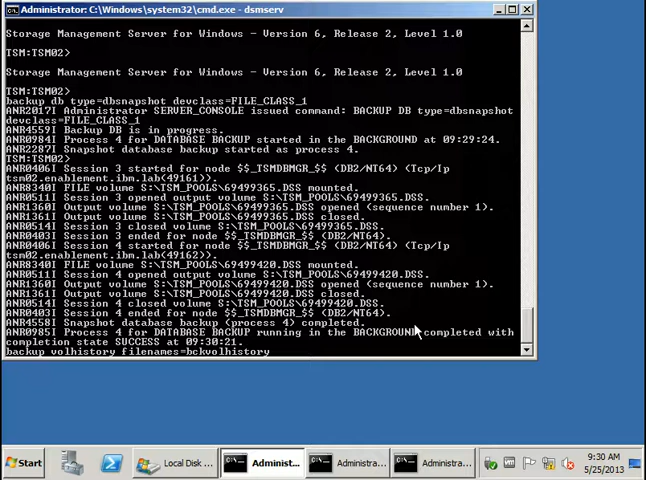 Administrator: C:\Windows\system32\cmd.exe - dsmserv
Storage Management Server for Windows - Version 6, Release 2, Level 1.0
TSM:TSM02>
Storage Management Server for Windows - Version 6, Release 2, Level 1.0
TSM:TSM02>
backup db type=dbsnapshot devclass=FILE_CLASS_1
ANR2017I Administrator SERVER_CONSOLE issued command: BACKUP DB type=dbsnapshot
devclass=FILE_CLASS_1
ANR4559I Backup DB is in progress.
ANR0984I Process 4 for DATABASE BACKUP started in the BACKGROUND at 09:29:24.
ANR2287I Snapshot database backup started as process 4.
TSM:TSM02>
ANR0406I Session 3 started for node $$_TSMDBMGR_$$ (DB2/NT64) (Tcp/Ip
tsm02.enablement.ibm.lab(49161)).
ANR8340I FILE volume S:\TSM_POOLS\69499365.DSS mounted.
ANR0511I Session 3 opened output volume S:\TSM_POOLS\69499365.DSS.
ANR1360I Output volume S:\TSM_POOLS\69499365.DSS opened (sequence number 1).
ANR1361I Output volume S:\TSM_POOLS\69499365.DSS closed.
ANR0514I Session 3 closed volume S:\TSM_POOLS\69499365.DSS.
ANR0403I Session 3 ended for node $$_TSMDBMGR_$$ (DB2/NT64).
ANR0406I Session 4 started for node $$_TSMDBMGR_$$ (DB2/NT64) (Tcp/Ip
tsm02.enablement.ibm.lab(49162)).
ANR8340I FILE volume S:\TSM_POOLS\69499420.DSS mounted.
ANR0511I Session 4 opened output volume S:\TSM_POOLS\69499420.DSS.
ANR1360I Output volume S:\TSM_POOLS\69499420.DSS opened (sequence number 1).
ANR1361I Output volume S:\TSM_POOLS\69499420.DSS closed.
ANR0514I Session 4 closed volume S:\TSM_POOLS\69499420.DSS.
ANR0403I Session 4 ended for node $$_TSMDBMGR_$$ (DB2/NT64).
ANR4558I Snapshot database backup (process 4) completed.
ANR0985I Process 4 for DATABASE BACKUP running in the BACKGROUND completed with
completion state SUCCESS at 09:30:21.
backup volhistory filenames=bckvolhistory
Start
Local Disk ...
Administ...
Administra...
Administra...
9:30 AM
5/25/2013